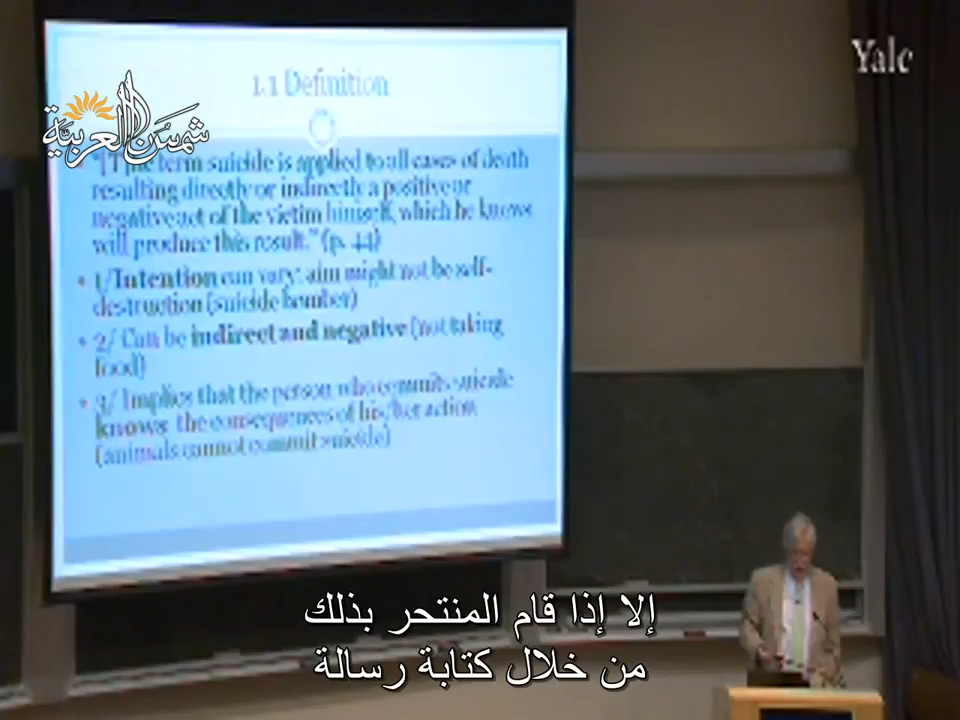 Yale
1.1 Definition
شمس العربية
"[T]he term suicide is applied to all cases of death
resulting directly or indirectly a positive or
negative act of the victim himself, which he knows
will produce this result." (p. 44)
• 1/Intention can vary: aim might not be self-
destruction (suicide bomber)
• 2/ Can be indirect and negative (not taking
food)
• 3/ Implies that the person who commits suicide
knows the consequences of his/her action
(animals cannot commit suicide)
إلا إذا قام المنتحر بذلك
من خلال كتابة رسالة